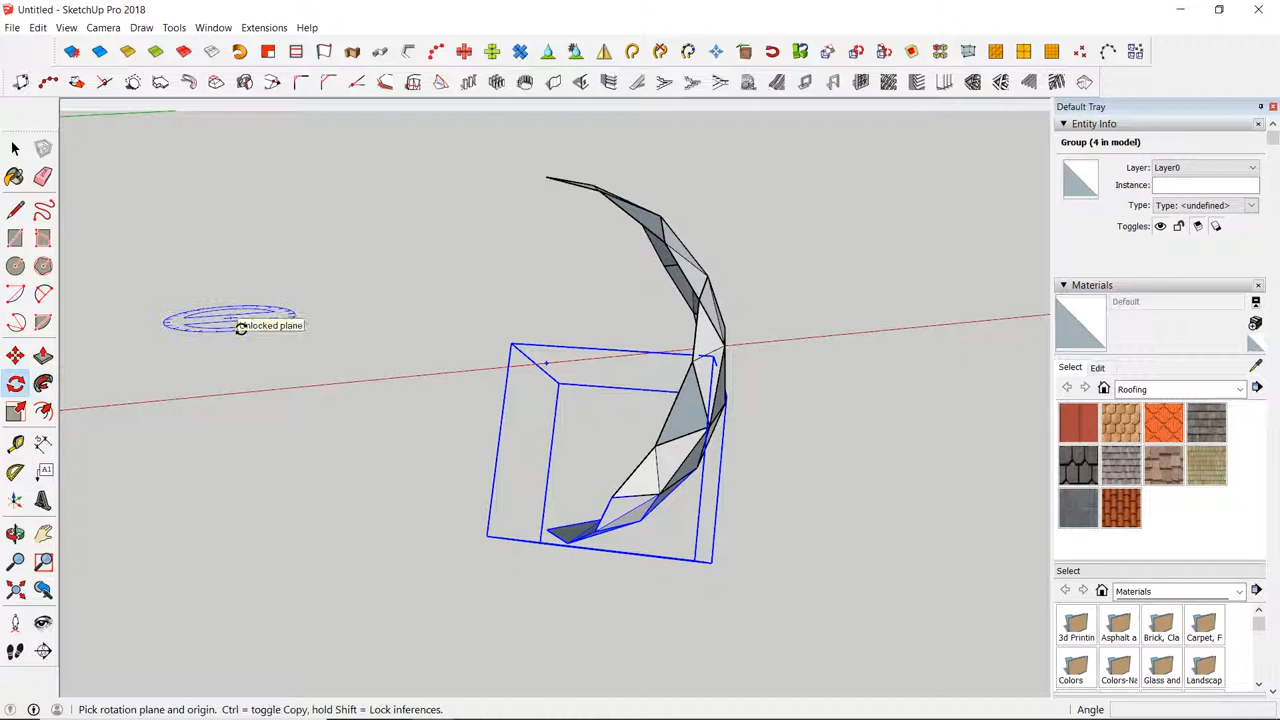 Untitled - SketchUp Pro 2018
File Edit View Camera Draw Tools Window Extensions Help
Default Tray
Entity Info
Group (4 in model)
Layer: Layer0
Instance:
Type: Type: <undefined>
Toggles:
Materials
Default
Select Edit
Roofing
Unlocked plane
A1
Select
Materials
3d Printin Asphalt a Brick, Cla Carpet, F
Colors Colors-Na Glass and Landscap
Pick rotation plane and origin. Ctrl = toggle Copy, hold Shift = Lock inferences.
Angle